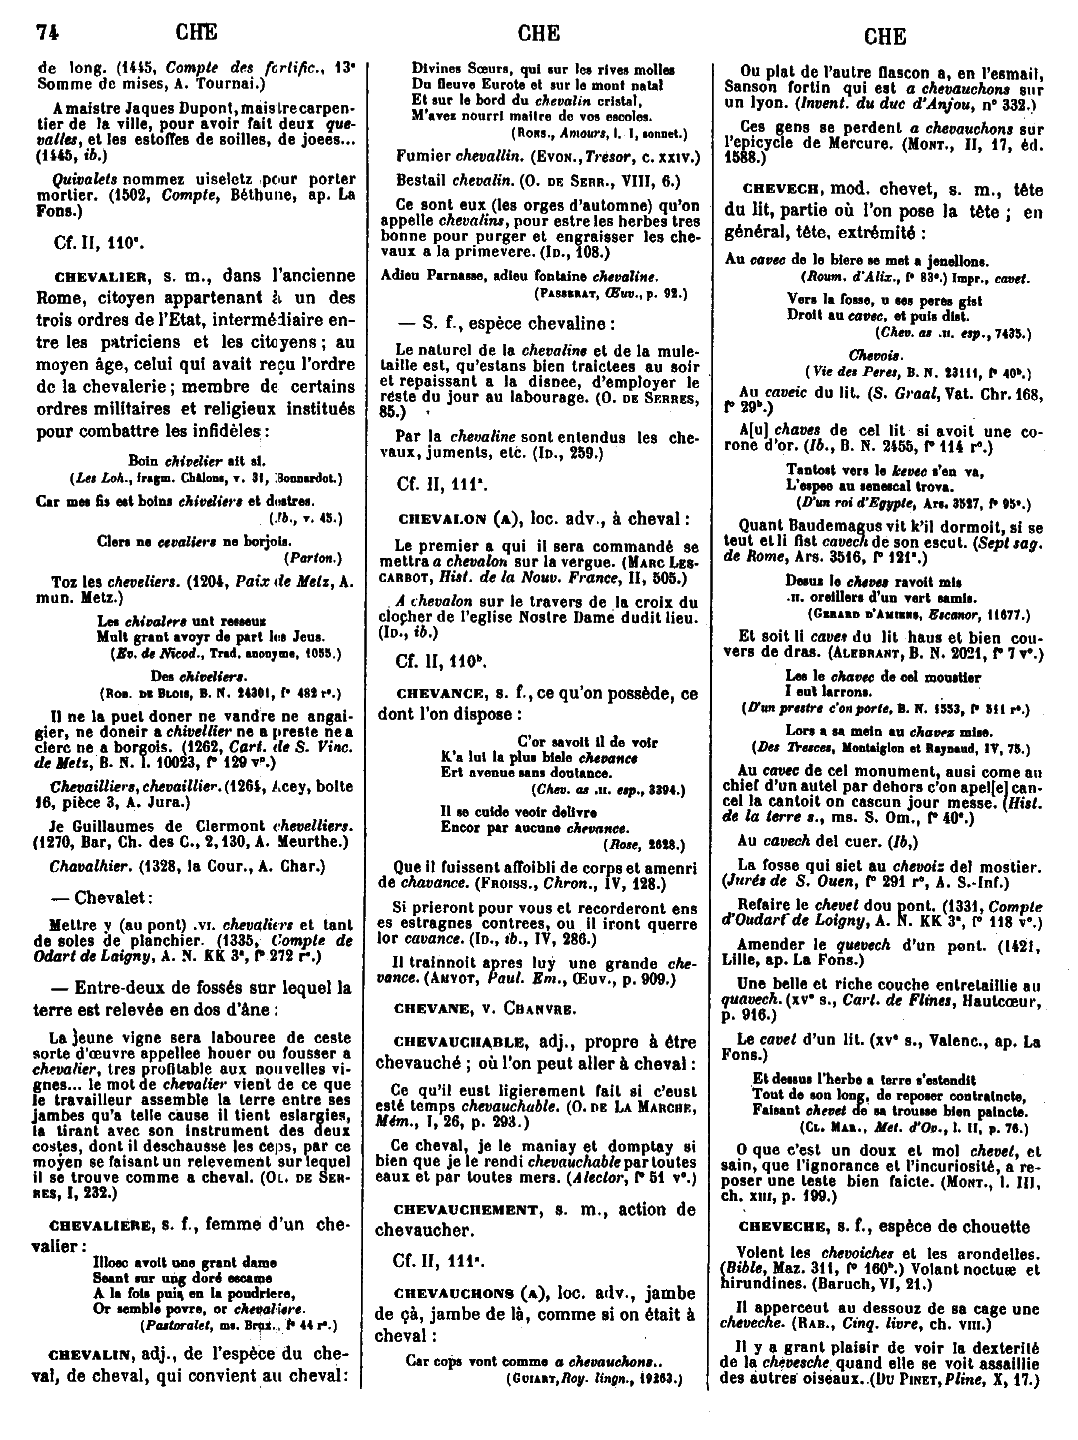 74 CHE CHE CHE
de long. (1445, Compte des fortific., 13e
Somme de mises, A. Tournai.)
A maistre Jaques Dupont, maistre carpen-
tier de la ville, pour avoir fait deux que-
valles, et les estoffes de soilles, de joees...
(1445, ib.)
Quivalets nommez uiseletz pour porter
mortier. (1502, Compte, Béthune, ap. La
Fons.)
Cf. II, 110a.
CHEVALIER, s. m., dans l'ancienne
Rome, citoyen appartenant à un des
trois ordres de l'Etat, intermédiaire en-
tre les patriciens et les citoyens ; au
moyen âge, celui qui avait reçu l'ordre
de la chevalerie ; membre de certains
ordres militaires et religieux institués
pour combattre les infidèles :
Boin chivelier ait si.
(Les Loh., fragm. Châlons, v. 31, Bonnardot.)
Car mes fis est boins chiveliers et dostres.
(Ib., v. 45.)
Clers ne cevaliers ne borjois.
(Parton.)
Toz les cheveliers. (1204, Paix de Metz, A.
mun. Metz.)
Les chivalers unt resseux
Mult grant avoyr de part los Jeus.
(Ev. de Nicod., Trad. anonyme, 1055.)
Des chiveliers.
(Rob. de Blois, B. N. 24301, fo 482 ro.)
Il ne la puet doner ne vandre ne angai-
gier, ne doneir a chivellier ne a preste ne a
clerc ne a borgois. (1262, Cart. de S. Vinc.
de Metz, B. N. l. 10023, fo 129 vo.)
Chevailliers, chevaillier. (1264, Acey, boite
16, pièce 3, A. Jura.)
Je Guillaumes de Clermont chevelliers.
(1270, Bar, Ch. des C., 2,130, A. Meurthe.)
Chavalhier. (1328, la Cour., A. Char.)
— Chevalet :
Mettre y (au pont) .vi. chevaliers et tant
de soles de planchier. (1335, Compte de
Odart de Laigny, A. N. KK 3a, fo 272 ro.)
— Entre-deux de fossés sur lequel la
terre est relevée en dos d'âne :
La jeune vigne sera labouree de ceste
sorte d'œuvre appellee houer ou fousser a
chevalier, tres profitable aux nouvelles vi-
gnes... le mot de chevalier vient de ce que
le travailleur assemble la terre entre ses
jambes qu'a telle cause il tient eslargies,
la tirant avec son instrument des deux
costes, dont il deschausse les ceps, par ce
moyen se faisant un relevement sur lequel
il se trouve comme a cheval. (Ol. de Ser-
res, I, 232.)
CHEVALIERE, s. f., femme d'un che-
valier :
Illoec avoit une grant dame
Seant sur ung doré escame
A la fois puis en la poudriere,
Or semble povre, or chevaliere.
(Pastoralet, ms. Brux., fo 44 ro.)
CHEVALIN, adj., de l'espèce du che-
val, de cheval, qui convient au cheval :
Divines Sœurs, qui sur les rives molles
Du fleuve Eurote et sur le mont natal
Et sur le bord du chevalin cristal,
M'avez nourri maitre de vos escoles.
(Rons., Amours, l. I, sonnet.)
Fumier chevallin. (Evon., Tresor, c. xxiv.)
Bestail chevalin. (O. de Serr., VIII, 6.)
Ce sont eux (les orges d'automne) qu'on
appelle chevalins, pour estre les herbes tres
bonne pour purger et engraisser les che-
vaux a la primevere. (Id., 108.)
Adieu Parnasse, adieu fontaine chevaline.
(Passerat, Œuv., p. 92.)
— S. f., espèce chevaline :
Le naturel de la chevaline et de la mule-
taille est, qu'estans bien traictees au soir
et repaissant a la disnee, d'employer le
reste du jour au labourage. (O. de Serres,
85.)
Par la chevaline sont entendus les che-
vaux, juments, etc. (Id., 259.)
Cf. II, 111a.
CHEVALON (a), loc. adv., à cheval :
Le premier a qui il sera commandé se
mettra a chevalon sur la vergue. (Marc Les-
carbot, Hist. de la Nouv. France, II, 505.)
A chevalon sur le travers de la croix du
clocher de l'eglise Nostre Dame dudit lieu.
(Id., ib.)
Cf. II, 110b.
CHEVANCE, s. f., ce qu'on possède, ce
dont l'on dispose :
C'or savoit il de voir
K'a lui la plus biele chevance
Ert avenue sans doutance.
(Chev. as .ii. esp., 3394.)
Il se cuide veoir delivre
Encor par aucune chevance.
(Rose, 2628.)
Que il fuissent affoibli de corps et amenri
de chavance. (Froiss., Chron., IV, 128.)
Si prieront pour vous et recorderont ens
es estragnes contrees, ou il iront querre
lor cavance. (Id., ib., IV, 286.)
Il trainnoit apres luy une grande che-
vance. (Amyot, Paul. Em., Œuv., p. 909.)
CHEVANE, v. Chanvre.
CHEVAUCHABLE, adj., propre à être
chevauché ; où l'on peut aller à cheval :
Ce qu'il eust ligierement fait si c'eust
esté temps chevauchable. (O. de La Marche,
Mém., I, 26, p. 293.)
Ce cheval, je le maniay et domptay si
bien que je le rendi chevauchable par toutes
eaux et par toutes mers. (Alector, fo 51 vo.)
CHEVAUCHEMENT, s. m., action de
chevaucher.
Cf. II, 111a.
CHEVAUCHONS (a), loc. adv., jambe
de çà, jambe de là, comme si on était à
cheval :
Car cops vont comme a chevauchons..
(Guiart, Roy. lingn., 19263.)
Ou plat de l'autre flascon a, en l'esmail,
Sanson fortin qui est a chevauchons sur
un lyon. (Invent. du duc d'Anjou, no 332.)
Ces gens se perdent a chevauchons sur
l'epicycle de Mercure. (Mont., II, 17, éd.
1588.)
CHEVECH, mod. chevet, s. m., tête
du lit, partie où l'on pose la tête ; en
général, tête, extrémité :
Au cavec de le biere se met a jenellons.
(Roum. d'Alix., fo 83a.) Impr., cavet.
Vers la fosse, u ses peres gist
Droit au cavec, et puis dist.
(Chev. as .ii. esp., 7435.)
Chevois.
(Vie des Peres, B. N. 23111, fo 40b.)
Au caveic du lit. (S. Graal, Vat. Chr. 168,
fo 29b.)
A[u] chaves de cel lit si avoit une co-
rone d'or. (Ib., B. N. 2455, fo 114 ro.)
Tantost vers le kevec s'en va,
L'espee au senescal trova.
(D'un roi d'Egypte, Ars. 3527, fo 95a.)
Quant Baudemagus vit k'il dormoit, si se
teut et li fist cavech de son escut. (Sept sag.
de Rome, Ars. 3516, fo 121a.)
Desus le cheves ravoit mis
.ii. oreillers d'un vert samis.
(Gerard d'Amiens, Escanor, 11677.)
Et soit li caves du lit haus et bien cou-
vers de dras. (Alebrant, B. N. 2021, fo 7 vo.)
Les le chavec de cel moustier
I eut larrons.
(D'un prestre c'on porte, B. N. 1553, fo 511 ro.)
Lors a sa mein au chavez mise.
(Des Tresces, Montaiglon et Raynaud, IV, 75.)
Au cavec de cel monument, ausi come au
chief d'un autel par dehors c'on apel[e] can-
cel la cantoit on cascun jour messe. (Hist.
de la terre s., ms. S. Om., fo 40a.)
Au cavech del cuer. (Ib,)
La fosse qui siet au chevoiz del mostier.
(Jurés de S. Ouen, fo 291 ro, A. S.-Inf.)
Refaire le chevet dou pont. (1331, Compte
d'Oudart de Loigny, A. N. KK 3a, fo 118 vo.)
Amender le quevech d'un pont. (1421,
Lille, ap. La Fons.)
Une belle et riche couche entretaillie au
quavech. (xve s., Cart. de Flines, Hautcœur,
p. 916.)
Le cavet d'un lit. (xve s., Valenc., ap. La
Fons.)
Et dessus l'herbe a terre s'estendit
Tout de son long, de reposer contraincte,
Faisant chevet de sa trousse bien paincte.
(Cl. Mar., Met. d'Ov., l. II, p. 76.)
O que c'est un doux et mol chevet, et
sain, que l'ignorance et l'incuriosité, a re-
poser une teste bien faicte. (Mont., l. III,
ch. xiii, p. 199.)
CHEVECHE, s. f., espèce de chouette
Volent les chevoiches et les arondelles.
(Bible, Maz. 311, fo 160b.) Volant noctuæ et
hirundines. (Baruch, VI, 21.)
Il apperceut au dessouz de sa cage une
cheveche. (Rab., Cinq. livre, ch. viii.)
Il y a grant plaisir de voir la dexterité
de la chevesche quand elle se voit assaillie
des autres oiseaux. (Du Pinet, Pline, X, 17.)